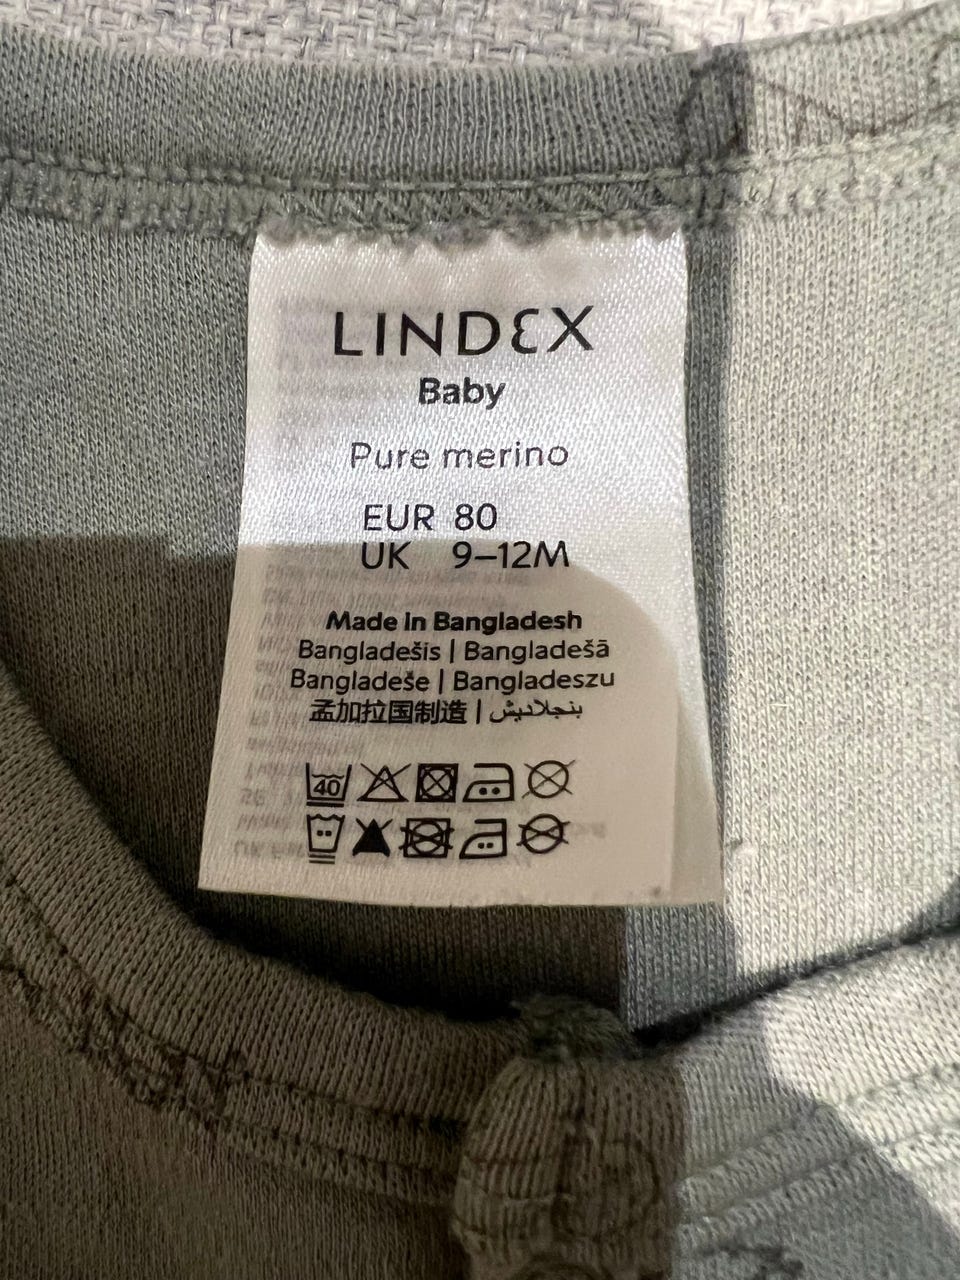 LINDEX
Baby
Pure merino
EUR 80
UK 9–12M
Made in Bangladesh
Bangladešis | Bangladešā
Bangladeše | Bangladeszu
孟加拉国制造 | بنجلاديش
40